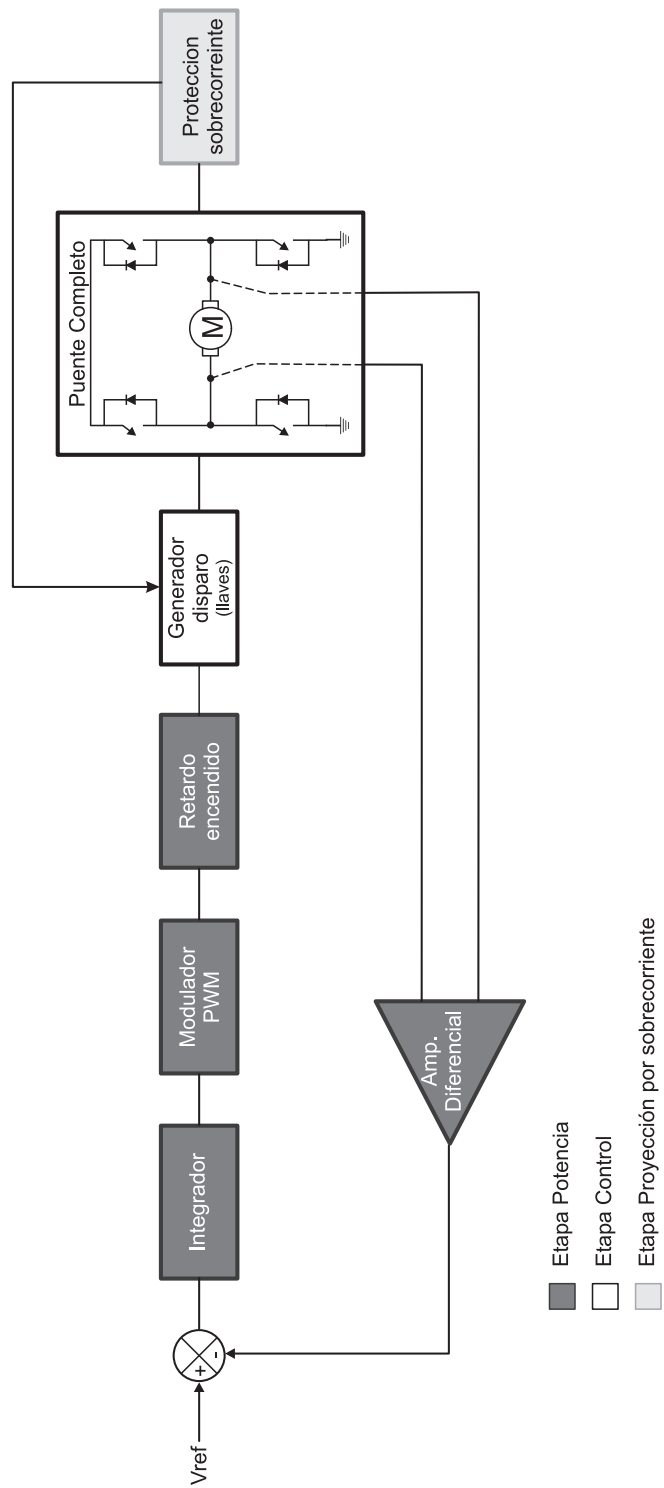 Vref
+
-
Integrador
Modulador
PWM
Retardo
encendido
Generador
disparo
(llaves)
Puente Completo
M
Proteccion
sobrecorreinte
Amp.
Diferencial
Etapa Potencia
Etapa Control
Etapa Proyección por sobrecorriente